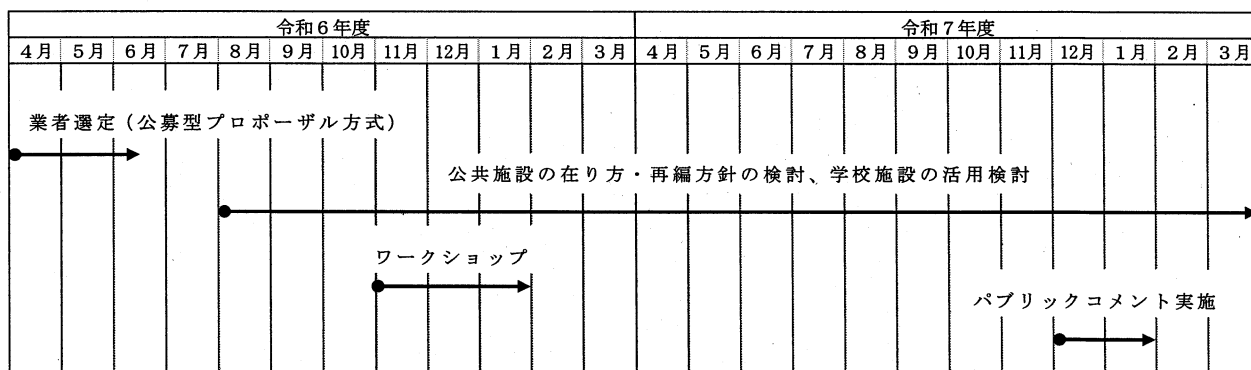 令和６年度 令和７年度
４月 ５月 ６月 ７月 ８月 ９月 10月 11月 12月 １月 ２月 ３月 ４月 ５月 ６月 ７月 ８月 ９月 10月 11月 12月 １月 ２月 ３月
業者選定（公募型プロポーザル方式）
公共施設の在り方・再編方針の検討、学校施設の活用検討
ワークショップ
パブリックコメント実施